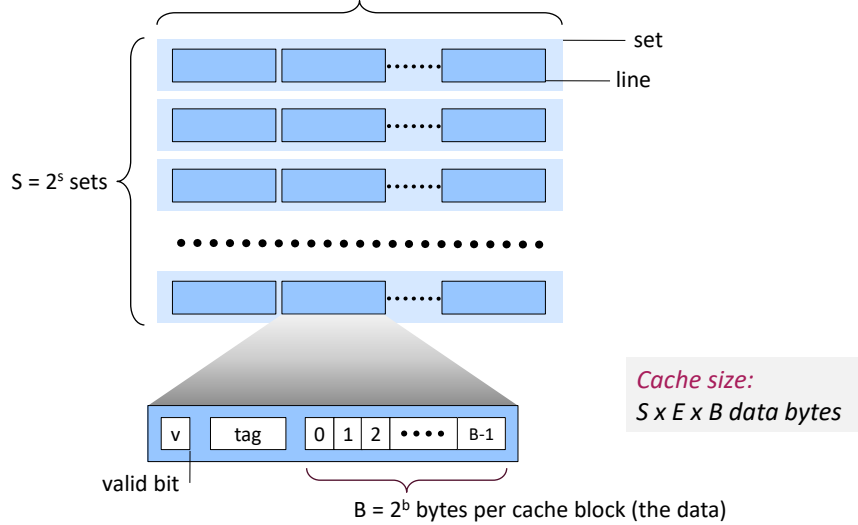 set
line
S = 2ˢ sets
Cache size:
S x E x B data bytes
v
tag
0
1
2
B-1
valid bit
B = 2ᵇ bytes per cache block (the data)